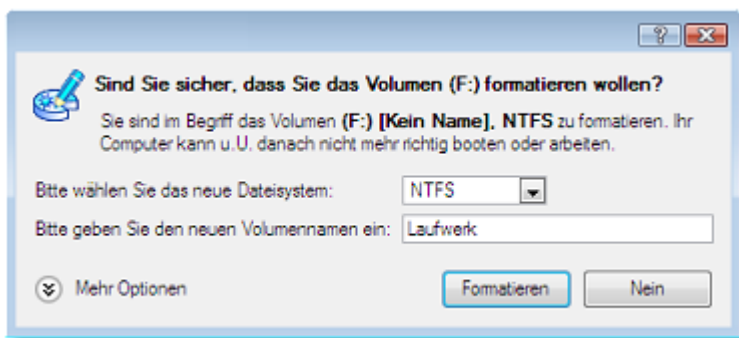 Sind Sie sicher, dass Sie das Volumen (F:) formatieren wollen?
Sie sind im Begriff das Volumen (F:) [Kein Name], NTFS zu formatieren. Ihr
Computer kann u.U. danach nicht mehr richtig booten oder arbeiten.
Bitte wählen Sie das neue Dateisystem: NTFS
Bitte geben Sie den neuen Volumennamen ein: Laufwerk
Mehr Optionen Formatieren Nein